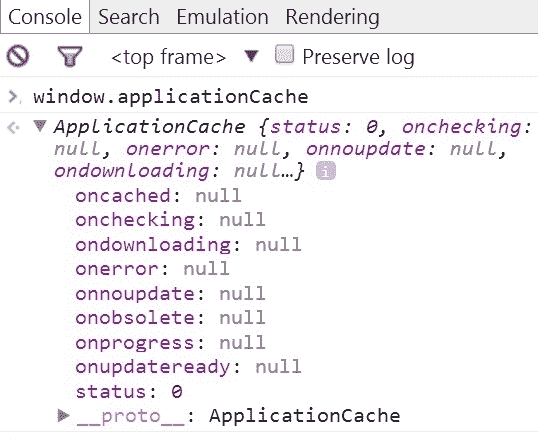 Console Search Emulation Rendering
<top frame> ▼ Preserve log
> window.applicationCache
▼ ApplicationCache {status: 0, onchecking:
null, onerror: null, onnoupdate: null,
ondownloading: null…} i
oncached: null
onchecking: null
ondownloading: null
onerror: null
onnoupdate: null
onobsolete: null
onprogress: null
onupdateready: null
status: 0
▶ __proto__: ApplicationCache